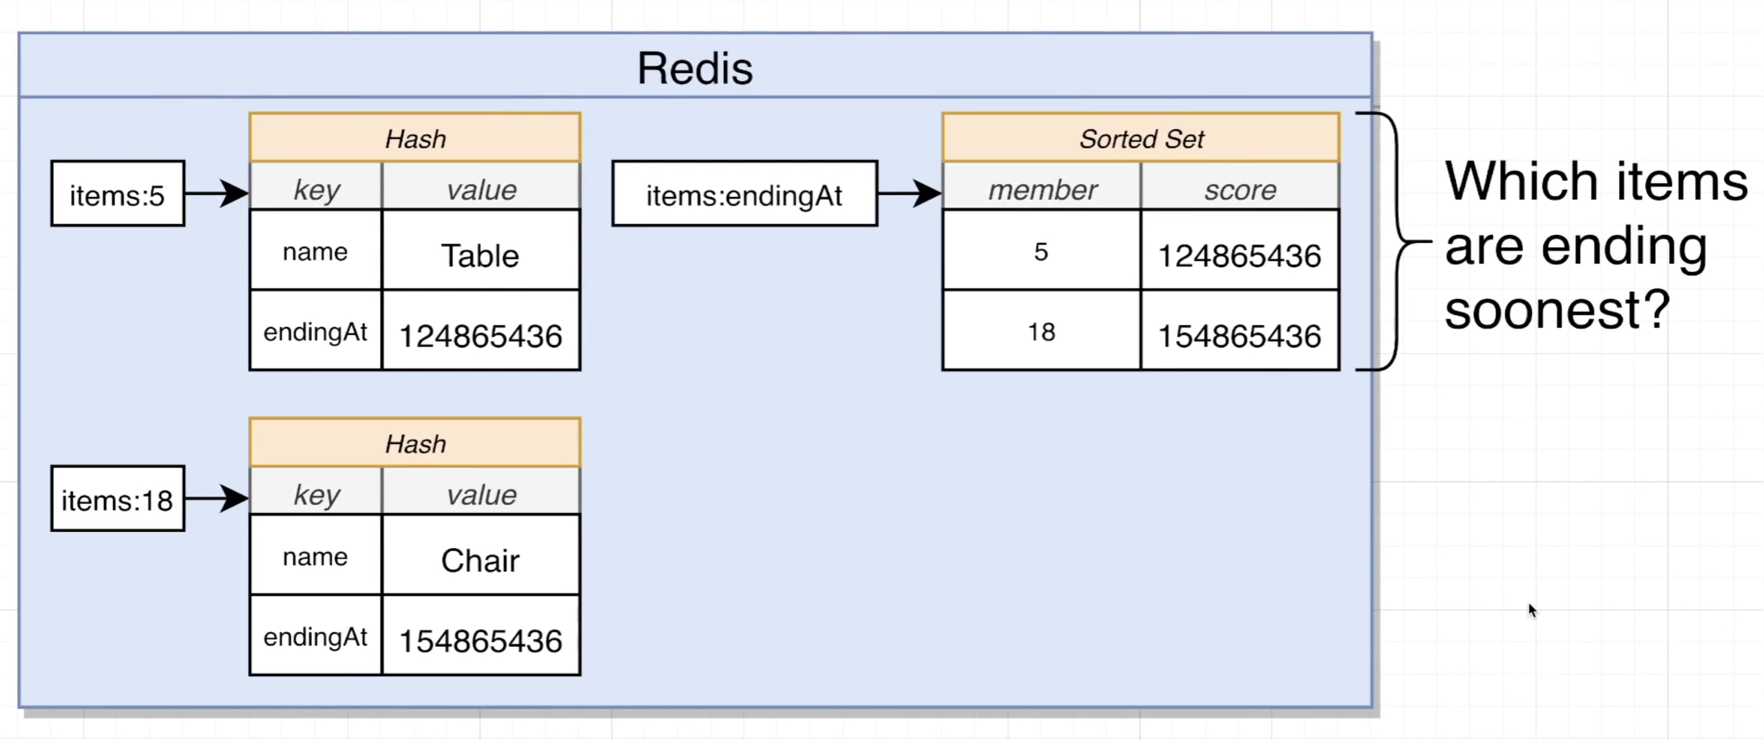 Redis
Hash
items:5
key value
name Table
endingAt 124865436
items:endingAt
Sorted Set
member score
5 124865436
18 154865436
Which items
are ending
soonest?
Hash
items:18
key value
name Chair
endingAt 154865436